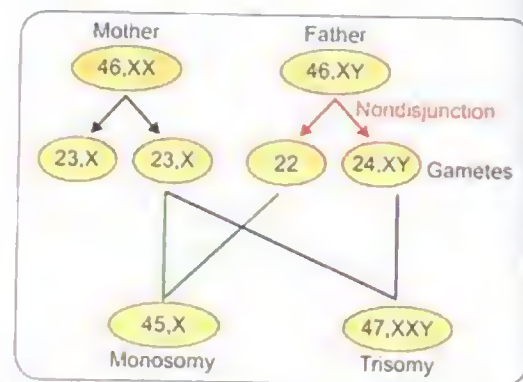 Mother Father
46,XX 46,XY
Nondisjunction
23,X 23,X 22 24,XY Gametes
45,X 47,XXY
Monosomy Trisomy